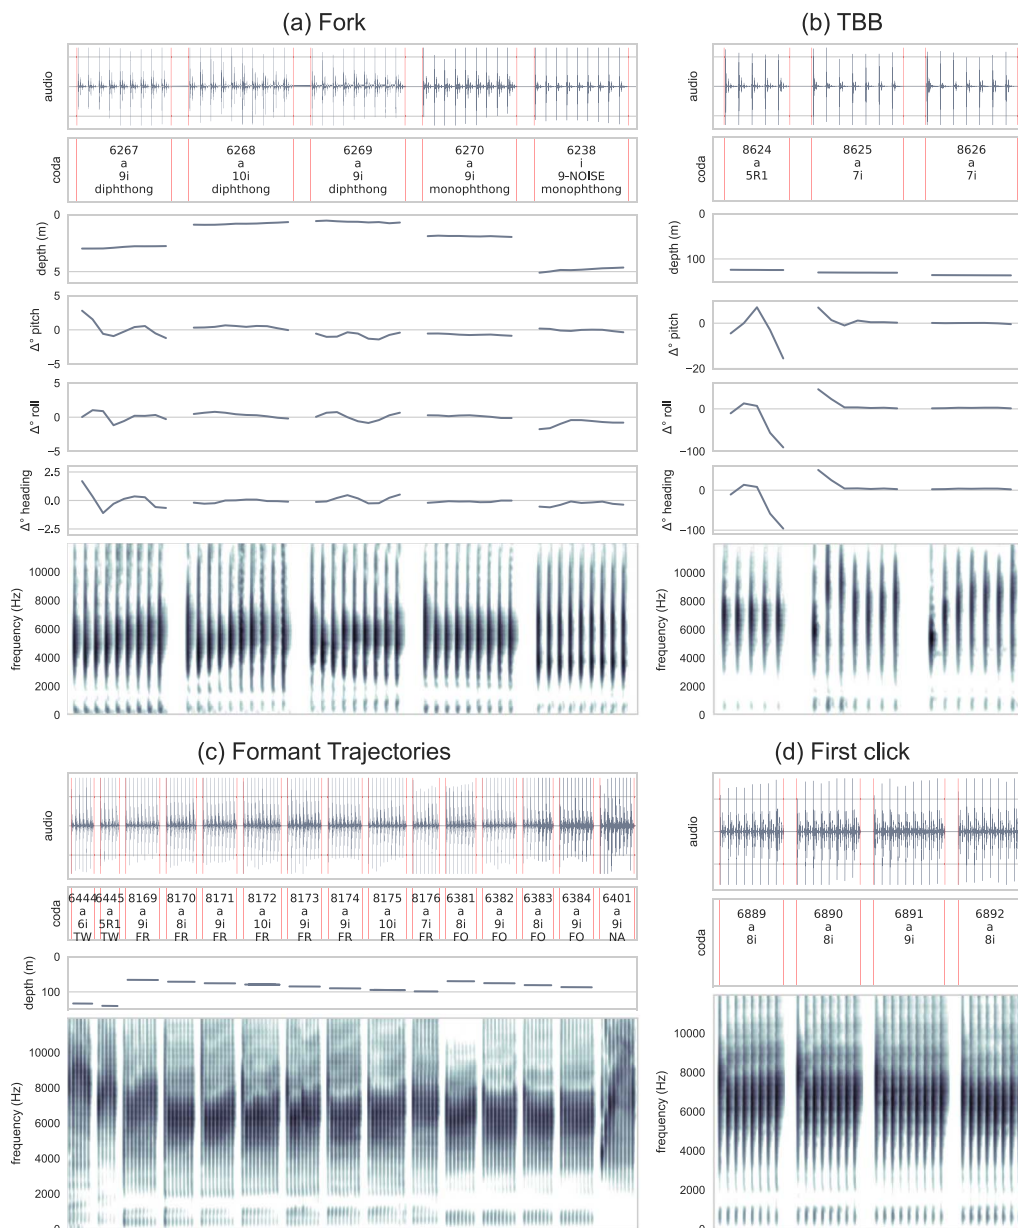 (a) Fork
audio
coda
6267 6268 6269 6270 6238
a a a a i
9i 10i 9i 9i 9-NOISE
diphthong diphthong diphthong monophthong monophthong
depth (m)
0
5
Δ° pitch
5
0
−5
Δ° roll
5
0
−5
Δ° heading
2.5
0.0
−2.5
frequency (Hz)
10000
8000
6000
4000
2000
0
(b) TBB
audio
coda
8624 8625 8626
a a a
5R1 7i 7i
depth (m)
0
100
Δ° pitch
0
−20
Δ° roll
0
−100
Δ° heading
0
−100
frequency (Hz)
10000
8000
6000
4000
2000
0
(c) Formant Trajectories
audio
coda
6444 6445 8169 8170 8171 8172 8173 8174 8175 8176 6381 6382 6383 6384 6401
a a a a a a a a a a a a a a a
6i 5R1 9i 8i 9i 10i 9i 9i 10i 7i 8i 9i 8i 9i 9i
TW TW FR FR FR FR FR FR FR FR FO FO FO FO NA
depth (m)
0
100
frequency (Hz)
10000
8000
6000
4000
2000
0
(d) First click
audio
coda
6889 6890 6891 6892
a a a a
8i 8i 9i 8i
frequency (Hz)
10000
8000
6000
4000
2000
0